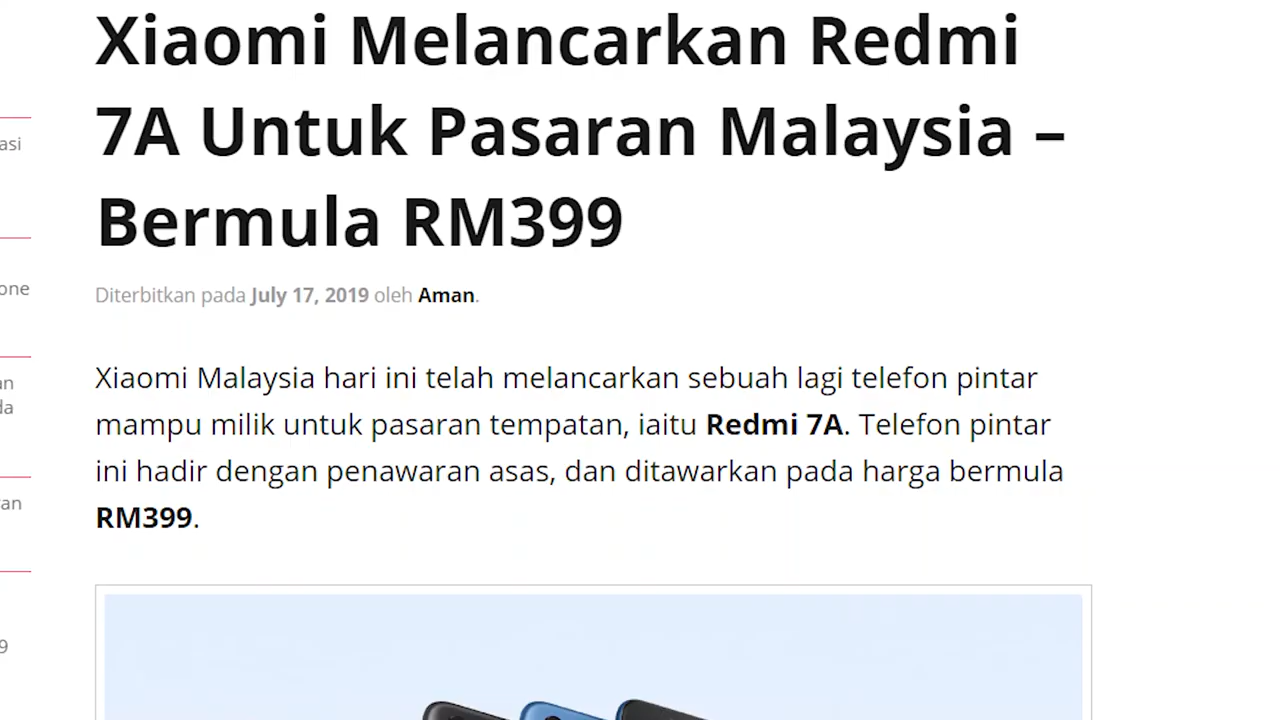 Xiaomi Melancarkan Redmi
7A Untuk Pasaran Malaysia –
Bermula RM399
Diterbitkan pada July 17, 2019 oleh Aman.
Xiaomi Malaysia hari ini telah melancarkan sebuah lagi telefon pintar
mampu milik untuk pasaran tempatan, iaitu Redmi 7A. Telefon pintar
ini hadir dengan penawaran asas, dan ditawarkan pada harga bermula
RM399.